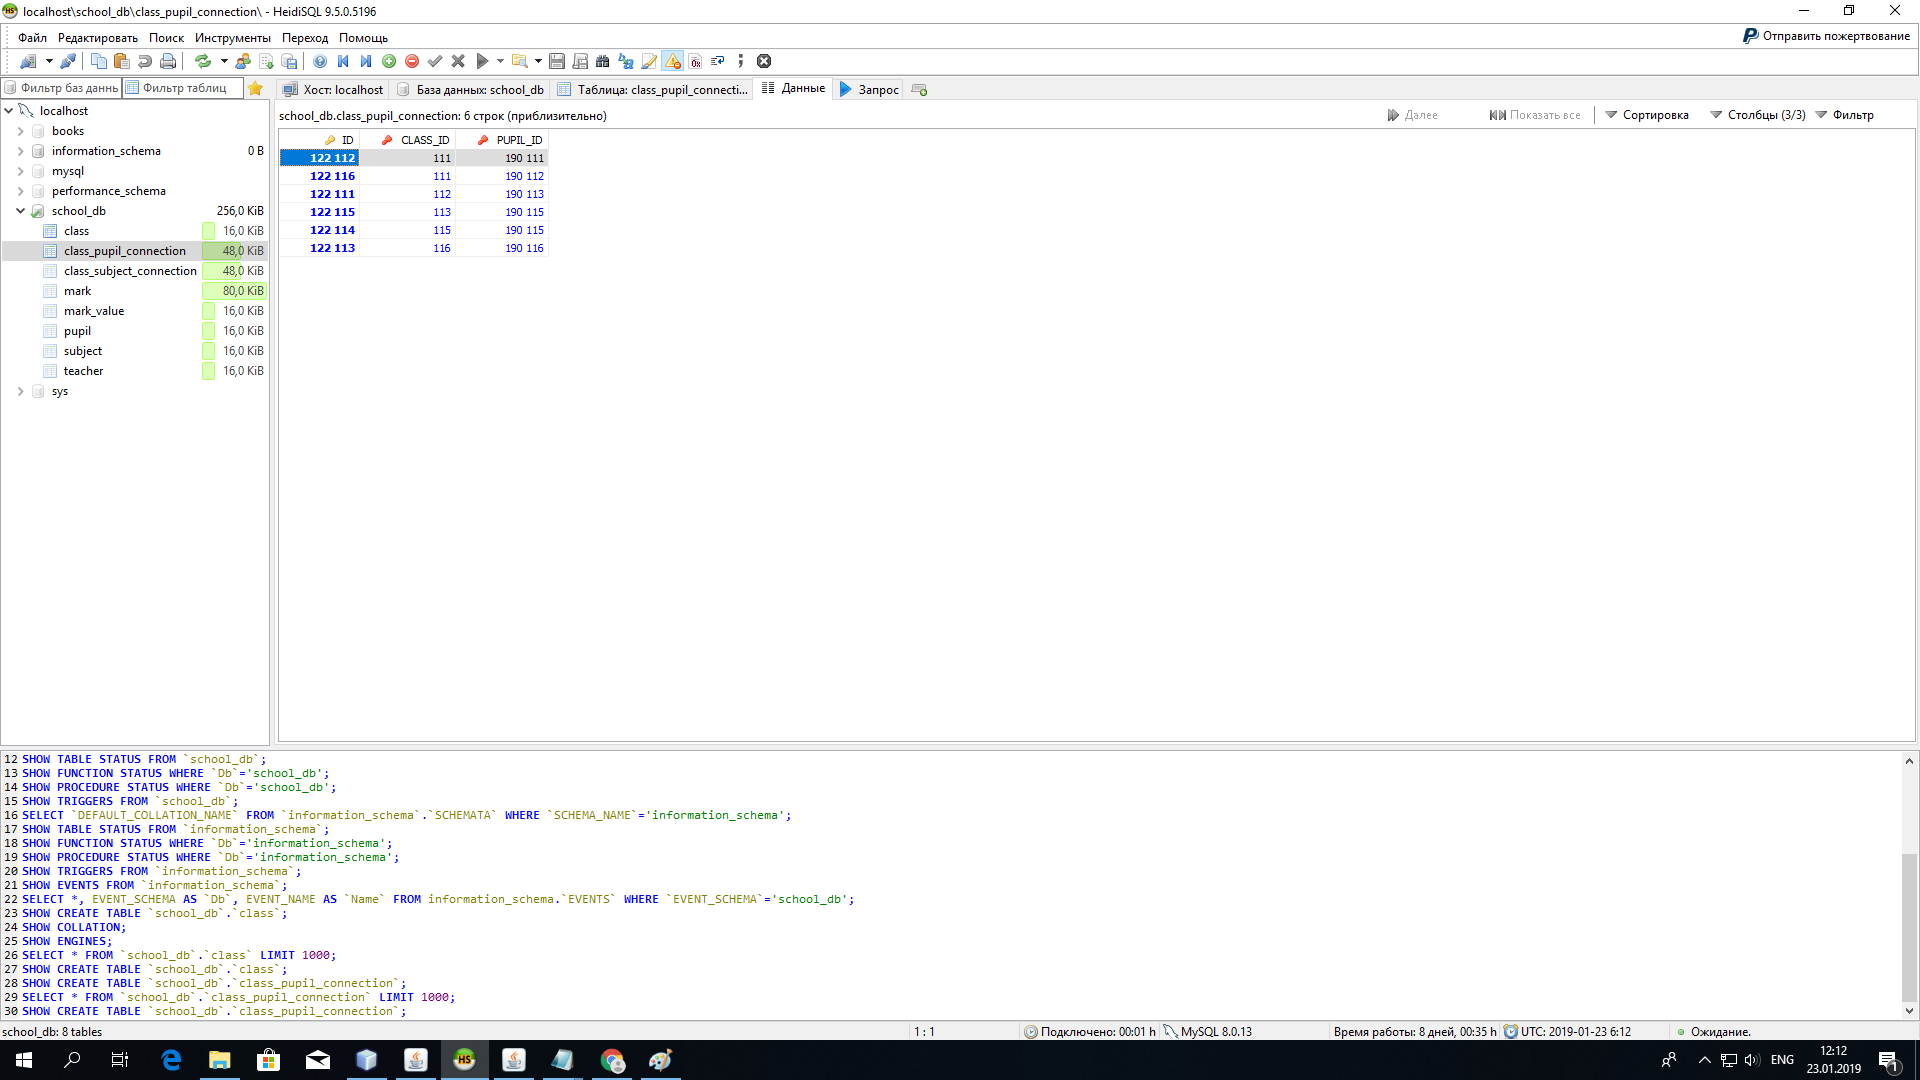 localhost\school_db\class_pupil_connection\ - HeidiSQL 9.5.0.5196
Файл Редактировать Поиск Инструменты Переход Помощь
Отправить пожертвование
Фильтр баз данны Фильтр таблиц
Хост: localhost База данных: school_db Таблица: class_pupil_connecti... Данные Запрос
school_db.class_pupil_connection: 6 строк (приблизительно)
Далее Показать все Сортировка Столбцы (3/3) Фильтр
localhost
books
information_schema 0 B
mysql
performance_schema
school_db 256,0 KiB
class 16,0 KiB
class_pupil_connection 48,0 KiB
class_subject_connection 48,0 KiB
mark 80,0 KiB
mark_value 16,0 KiB
pupil 16,0 KiB
subject 16,0 KiB
teacher 16,0 KiB
sys
ID CLASS_ID PUPIL_ID
122 112 111 190 111
122 116 111 190 112
122 111 112 190 113
122 115 113 190 115
122 114 115 190 115
122 113 116 190 116
12 SHOW TABLE STATUS FROM `school_db`;
13 SHOW FUNCTION STATUS WHERE `Db`='school_db';
14 SHOW PROCEDURE STATUS WHERE `Db`='school_db';
15 SHOW TRIGGERS FROM `school_db`;
16 SELECT `DEFAULT_COLLATION_NAME` FROM `information_schema`.`SCHEMATA` WHERE `SCHEMA_NAME`='information_schema';
17 SHOW TABLE STATUS FROM `information_schema`;
18 SHOW FUNCTION STATUS WHERE `Db`='information_schema';
19 SHOW PROCEDURE STATUS WHERE `Db`='information_schema';
20 SHOW TRIGGERS FROM `information_schema`;
21 SHOW EVENTS FROM `information_schema`;
22 SELECT *, EVENT_SCHEMA AS `Db`, EVENT_NAME AS `Name` FROM information_schema.`EVENTS` WHERE `EVENT_SCHEMA`='school_db';
23 SHOW CREATE TABLE `school_db`.`class`;
24 SHOW COLLATION;
25 SHOW ENGINES;
26 SELECT * FROM `school_db`.`class` LIMIT 1000;
27 SHOW CREATE TABLE `school_db`.`class`;
28 SHOW CREATE TABLE `school_db`.`class_pupil_connection`;
29 SELECT * FROM `school_db`.`class_pupil_connection` LIMIT 1000;
30 SHOW CREATE TABLE `school_db`.`class_pupil_connection`;
school_db: 8 tables 1 : 1 Подключено: 00:01 h MySQL 8.0.13 Время работы: 8 дней, 00:35 h UTC: 2019-01-23 6:12 Ожидание.
HS ENG 12:12
23.01.2019
1